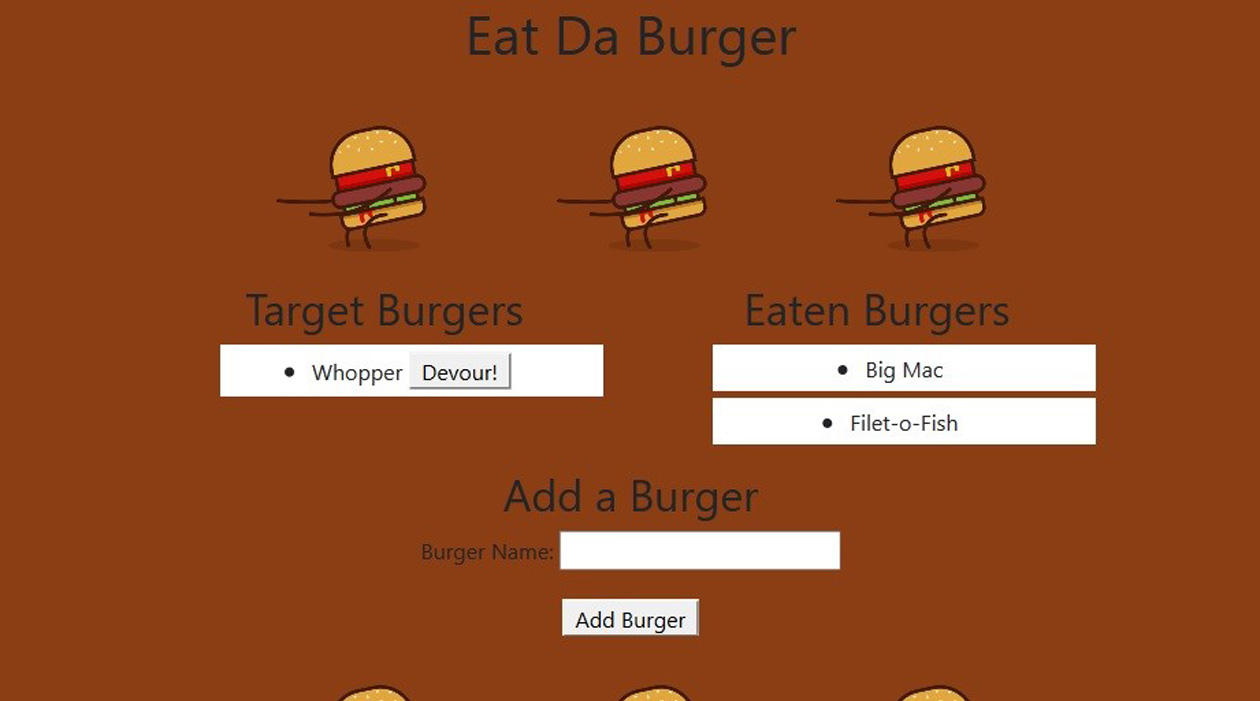 Eat Da Burger
Target Burgers
Whopper Devour!
Eaten Burgers
Big Mac
Filet-o-Fish
Add a Burger
Burger Name:
Add Burger